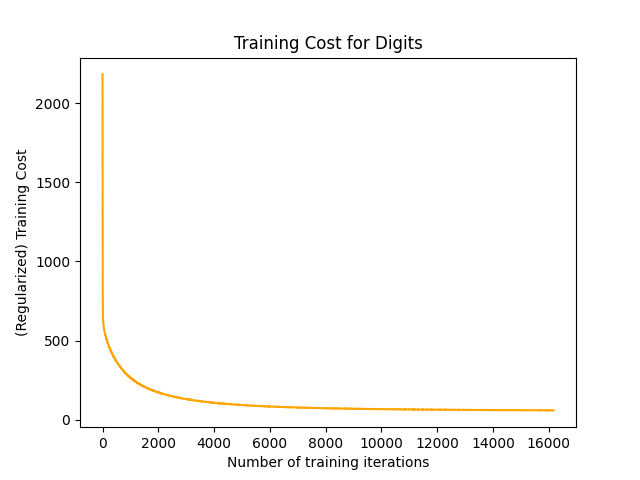 Training Cost for Digits
(Regularized) Training Cost
2000
1500
1000
500
0
0 2000 4000 6000 8000 10000 12000 14000 16000
Number of training iterations